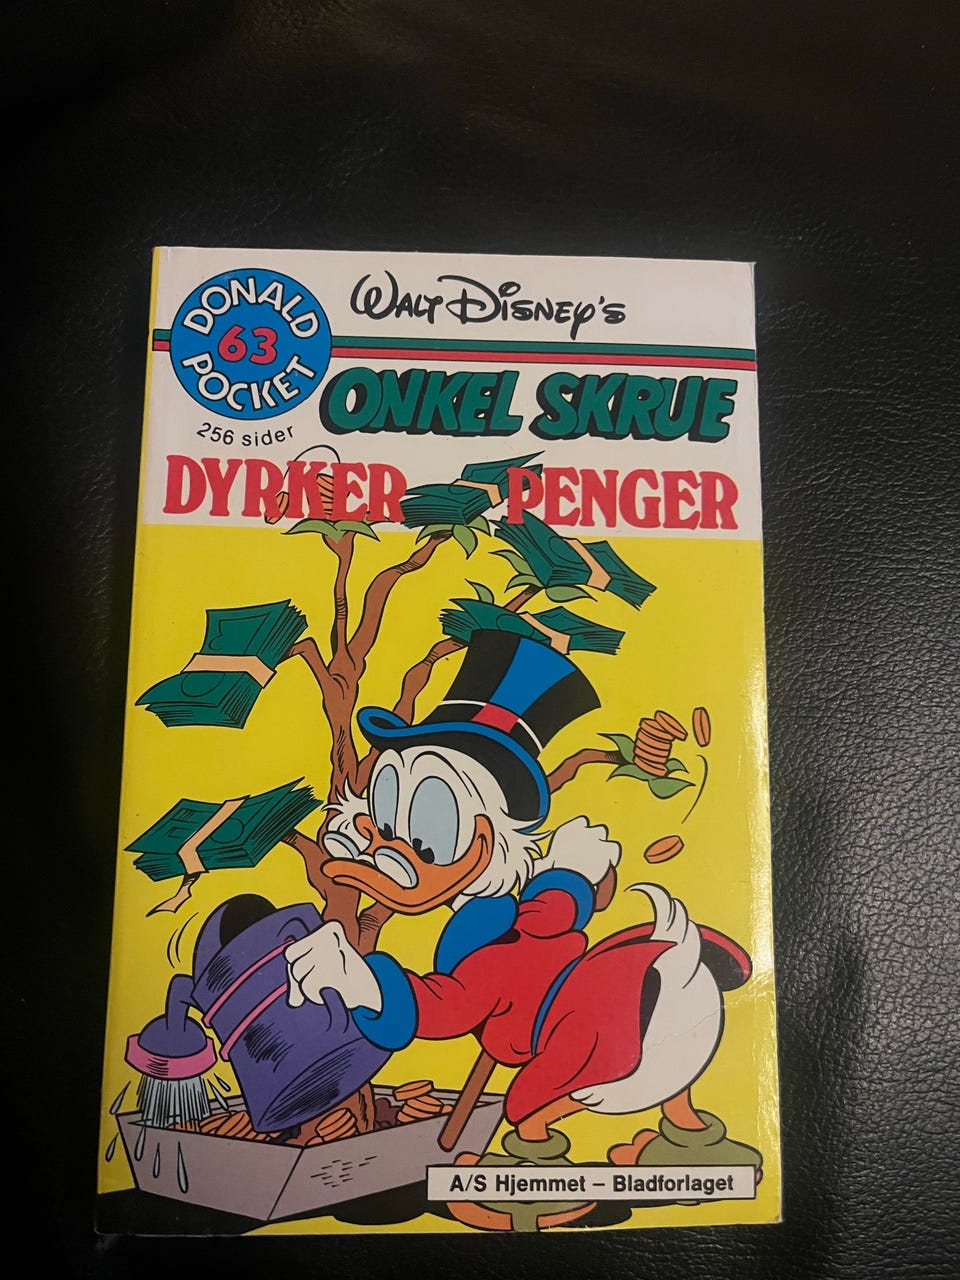 Walt Disney's
DONALD
63
POCKET
256 sider
ONKEL SKRUE
DYRKER PENGER
A/S Hjemmet – Bladforlaget